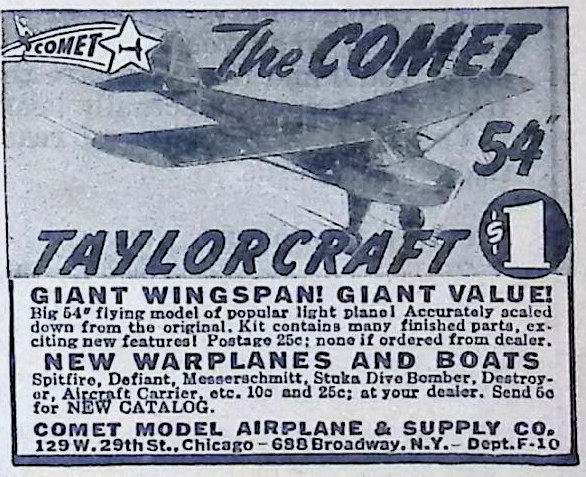 COMET
The COMET
54"
TAYLORCRAFT $1
GIANT WINGSPAN! GIANT VALUE!
Big 54" flying model of popular light plane! Accurately scaled
down from the original. Kit contains many finished parts, ex-
citing new features! Postage 25c; none if ordered from dealer.
NEW WARPLANES AND BOATS
Spitfire, Defiant, Messerschmitt, Stuka Dive Bomber, Destroy-
er, Aircraft Carrier, etc. 10c and 25c; at your dealer. Send 5c
for NEW CATALOG.
COMET MODEL AIRPLANE & SUPPLY CO.
129 W. 29th St., Chicago – 688 Broadway, N.Y. – Dept. F-10